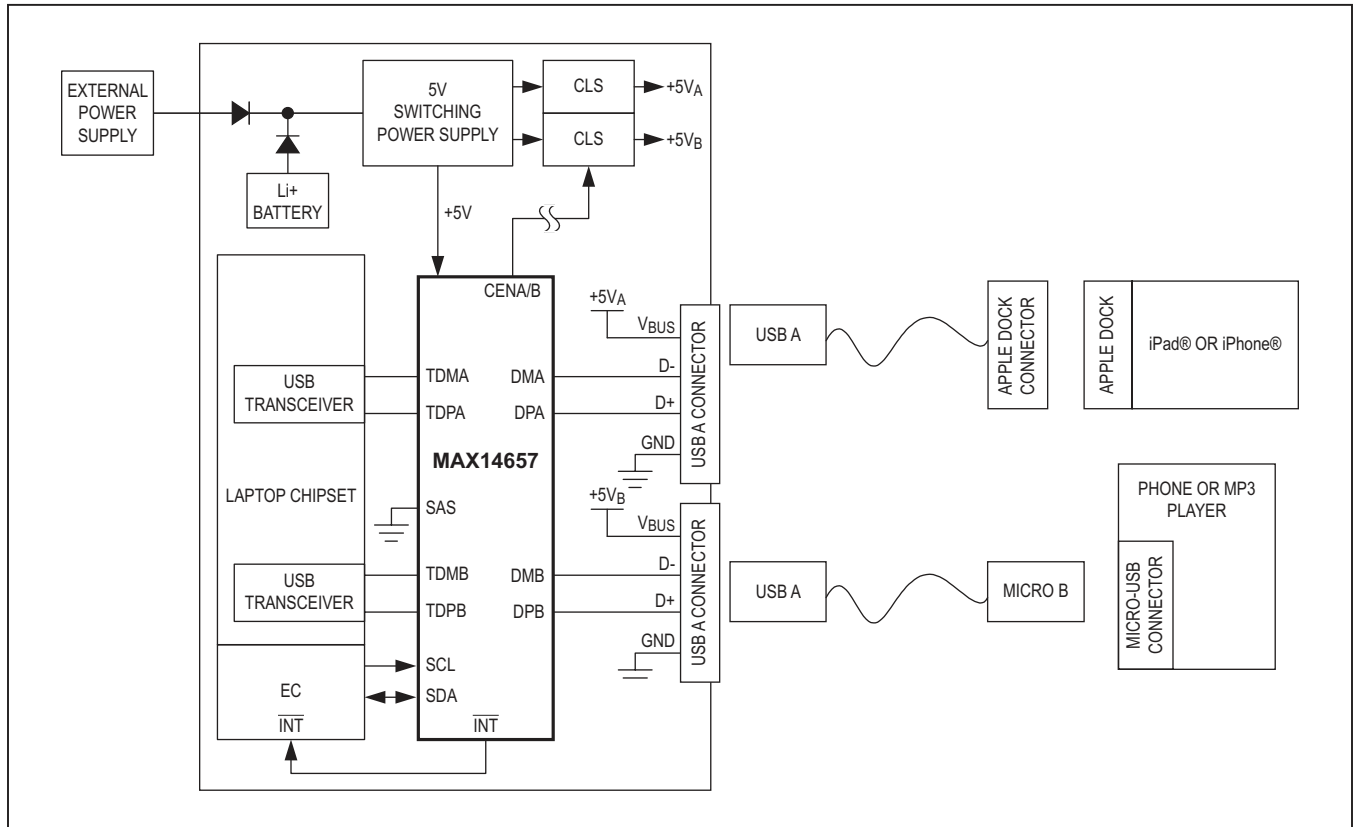 EXTERNAL
POWER
SUPPLY
Li+
BATTERY
5V
SWITCHING
POWER SUPPLY
CLS
+5VA
CLS
+5VB
+5V
CENA/B
USB
TRANSCEIVER
LAPTOP CHIPSET
USB
TRANSCEIVER
EC
INT
TDMA
TDPA
MAX14657
SAS
TDMB
TDPB
SCL
SDA
INT
DMA
DPA
DMB
DPB
+5VA
VBUS
D-
D+
GND
USB A CONNECTOR
+5VB
VBUS
D-
D+
GND
USB A CONNECTOR
USB A
APPLE DOCK
CONNECTOR
APPLE DOCK
iPad® OR iPhone®
USB A
MICRO B
PHONE OR MP3
PLAYER
MICRO-USB
CONNECTOR